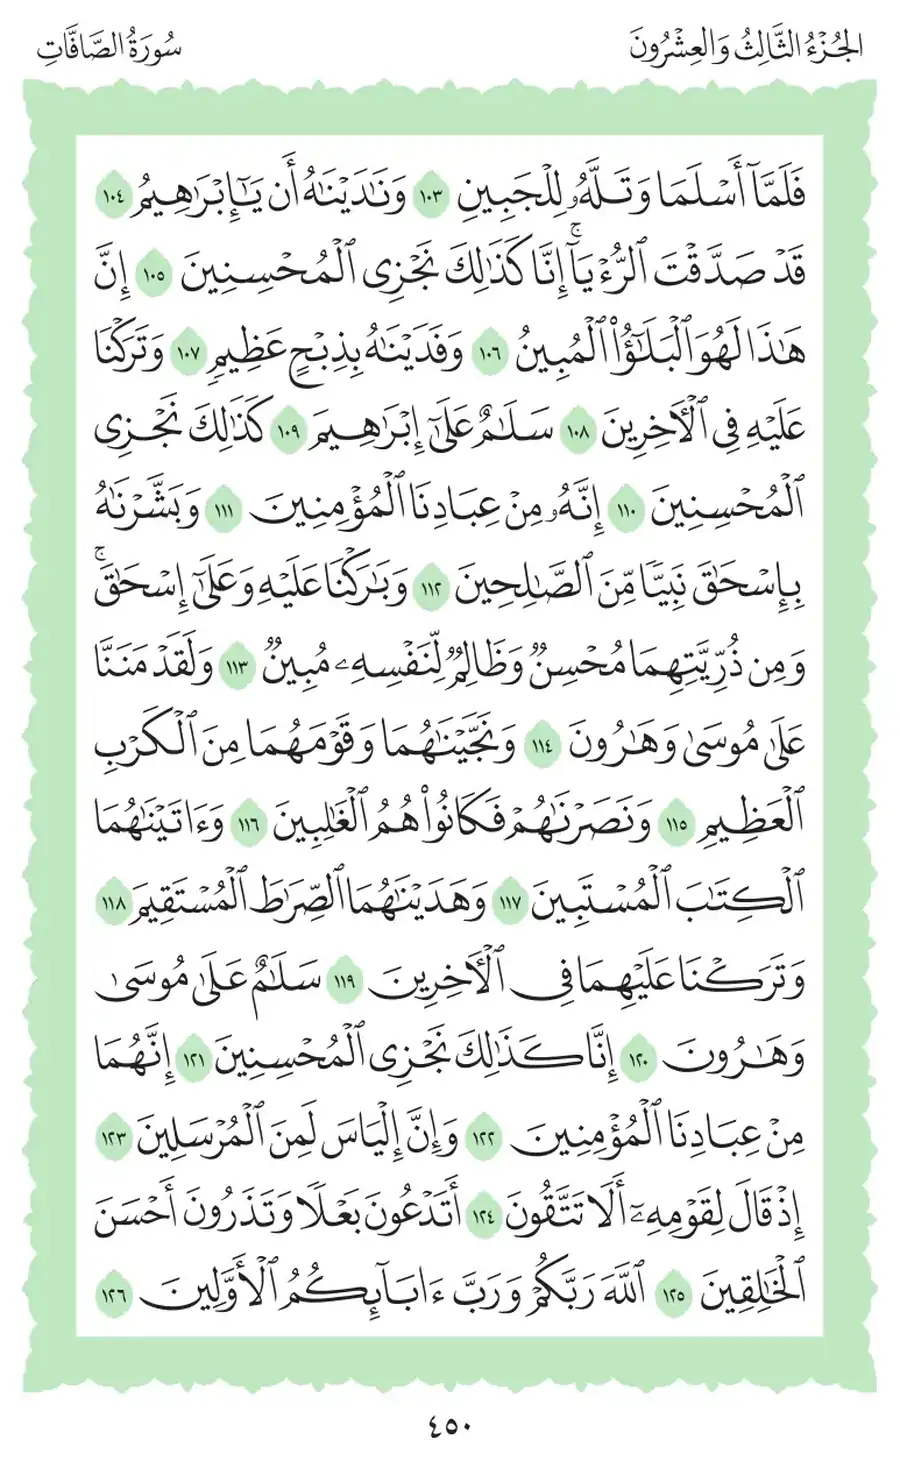 الجُزْءُ الثَّالِثُ وَالعِشْرُونَ
سُورَةُ الصَّافَّاتِ
فَلَمَّآ أَسْلَمَا وَتَلَّهُۥ لِلْجَبِينِ ١٠٣ وَنَٰدَيْنَٰهُ أَن يَـٰٓإِبْرَٰهِيمُ ١٠٤
قَدْ صَدَّقْتَ ٱلرُّءْيَآۚ إِنَّا كَذَٰلِكَ نَجْزِى ٱلْمُحْسِنِينَ ١٠٥ إِنَّ
هَٰذَا لَهُوَ ٱلْبَلَٰٓؤُا۟ ٱلْمُبِينُ ١٠٦ وَفَدَيْنَٰهُ بِذِبْحٍ عَظِيمٍ ١٠٧ وَتَرَكْنَا
عَلَيْهِ فِى ٱلْـَٔاخِرِينَ ١٠٨ سَلَٰمٌ عَلَىٰٓ إِبْرَٰهِيمَ ١٠٩ كَذَٰلِكَ نَجْزِى
ٱلْمُحْسِنِينَ ١١٠ إِنَّهُۥ مِنْ عِبَادِنَا ٱلْمُؤْمِنِينَ ١١١ وَبَشَّرْنَٰهُ
بِإِسْحَٰقَ نَبِيًّا مِّنَ ٱلصَّٰلِحِينَ ١١٢ وَبَٰرَكْنَا عَلَيْهِ وَعَلَىٰٓ إِسْحَٰقَۚ
وَمِن ذُرِّيَّتِهِمَا مُحْسِنٌ وَظَالِمٌ لِّنَفْسِهِۦ مُبِينٌ ١١٣ وَلَقَدْ مَنَنَّا
عَلَىٰ مُوسَىٰ وَهَٰرُونَ ١١٤ وَنَجَّيْنَٰهُمَا وَقَوْمَهُمَا مِنَ ٱلْكَرْبِ
ٱلْعَظِيمِ ١١٥ وَنَصَرْنَٰهُمْ فَكَانُوا۟ هُمُ ٱلْغَٰلِبِينَ ١١٦ وَءَاتَيْنَٰهُمَا
ٱلْكِتَٰبَ ٱلْمُسْتَبِينَ ١١٧ وَهَدَيْنَٰهُمَا ٱلصِّرَٰطَ ٱلْمُسْتَقِيمَ ١١٨
وَتَرَكْنَا عَلَيْهِمَا فِى ٱلْـَٔاخِرِينَ ١١٩ سَلَٰمٌ عَلَىٰ مُوسَىٰ
وَهَٰرُونَ ١٢٠ إِنَّا كَذَٰلِكَ نَجْزِى ٱلْمُحْسِنِينَ ١٢١ إِنَّهُمَا
مِنْ عِبَادِنَا ٱلْمُؤْمِنِينَ ١٢٢ وَإِنَّ إِلْيَاسَ لَمِنَ ٱلْمُرْسَلِينَ ١٢٣
إِذْ قَالَ لِقَوْمِهِۦٓ أَلَا تَتَّقُونَ ١٢٤ أَتَدْعُونَ بَعْلًا وَتَذَرُونَ أَحْسَنَ
ٱلْخَٰلِقِينَ ١٢٥ ٱللَّهَ رَبَّكُمْ وَرَبَّ ءَابَآئِكُمُ ٱلْأَوَّلِينَ ١٢٦
٤٥٠